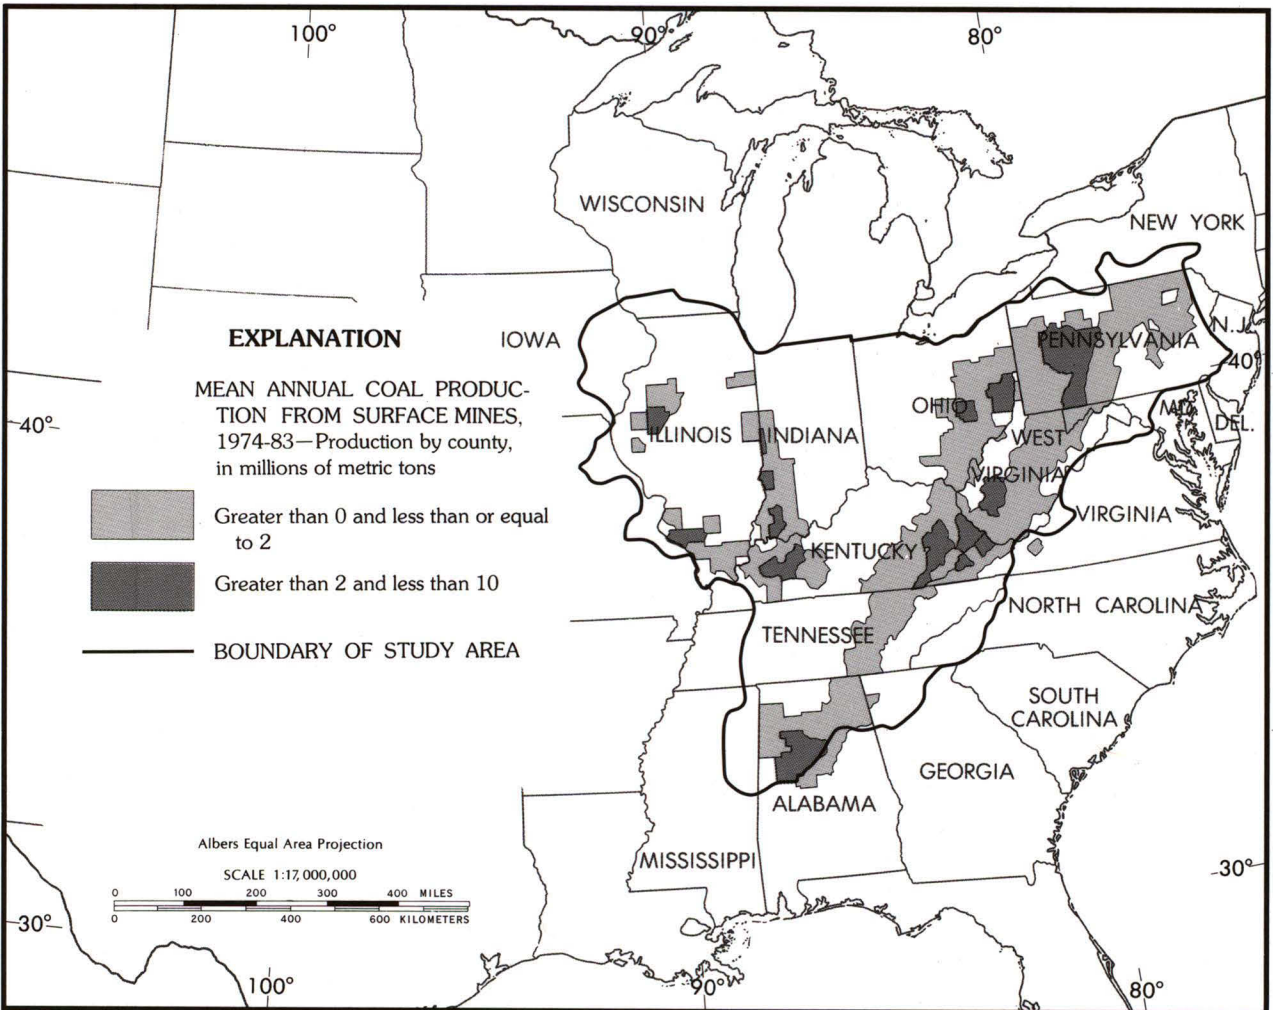 100°
90°
80°
WISCONSIN
NEW YORK
EXPLANATION
IOWA
N.J.
PENNSYLVANIA
40°
MEAN ANNUAL COAL PRODUC-
TION FROM SURFACE MINES,
1974-83—Production by county,
in millions of metric tons
40°
ILLINOIS
INDIANA
OHIO
WEST
VIRGINIA
MD.
DEL.
Greater than 0 and less than or equal
to 2
VIRGINIA
KENTUCKY
Greater than 2 and less than 10
NORTH CAROLINA
TENNESSEE
BOUNDARY OF STUDY AREA
SOUTH
CAROLINA
GEORGIA
ALABAMA
Albers Equal Area Projection
MISSISSIPPI
SCALE 1:17,000,000
30°
0 100 200 300 400 MILES
0 200 400 600 KILOMETERS
30°
100°
90°
80°